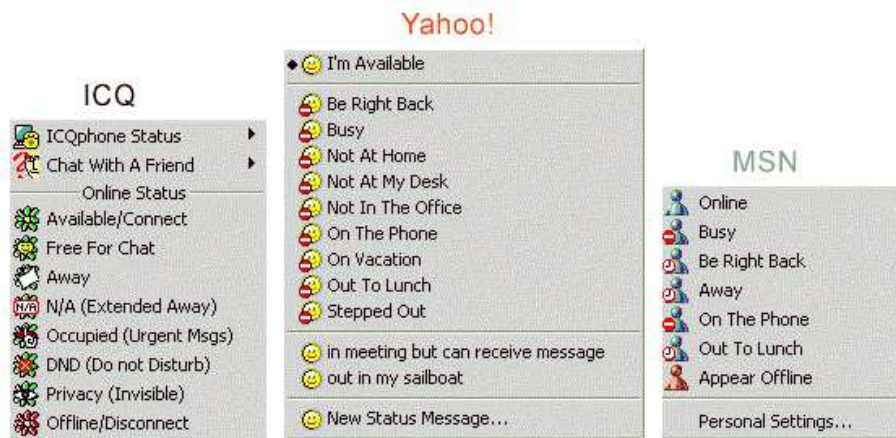 ICQ
ICQphone Status
Chat With A Friend
Online Status
Available/Connect
Free For Chat
Away
N/A (Extended Away)
Occupied (Urgent Msgs)
DND (Do not Disturb)
Privacy (Invisible)
Offline/Disconnect
Yahoo!
I'm Available
Be Right Back
Busy
Not At Home
Not At My Desk
Not In The Office
On The Phone
On Vacation
Out To Lunch
Stepped Out
in meeting but can receive message
out in my sailboat
New Status Message...
MSN
Online
Busy
Be Right Back
Away
On The Phone
Out To Lunch
Appear Offline
Personal Settings...